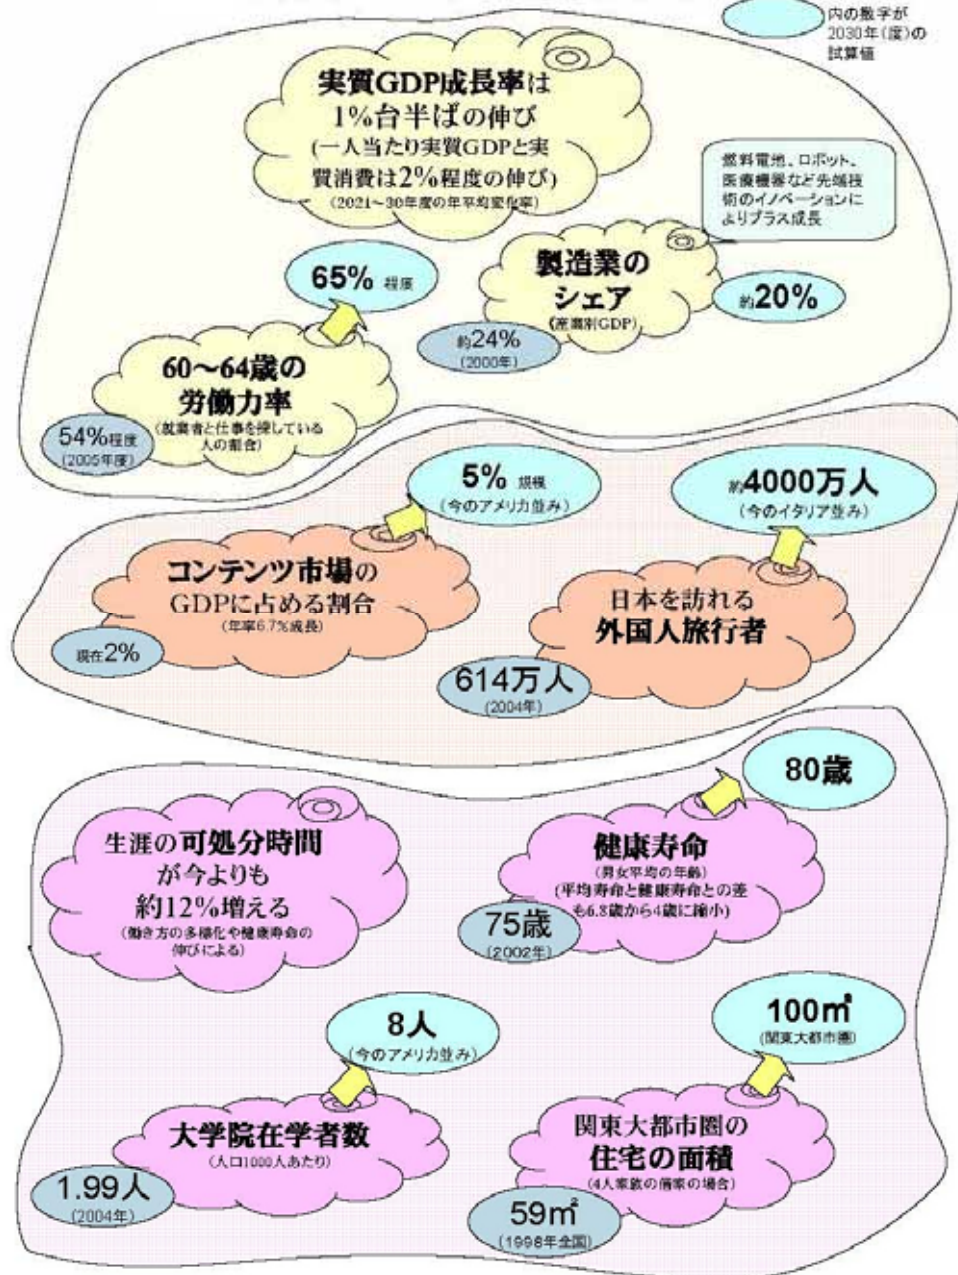 内の数字が
2030年(度)の
試算値
実質GDP成長率は
1%台半ばの伸び
(一人当たり実質GDPと実
質消費は2%程度の伸び)
(2021～30年度の年平均変化率)
燃料電池、ロボット、
医療機器など先端技
術のイノベーションに
よりプラス成長
65% 程度
製造業の
シェア
(産業別GDP)
約20%
約24%
(2000年)
60～64歳の
労働力率
(就業者と仕事を探している
人の割合)
54%程度
(2005年度)
5% 規模
(今のアメリカ並み)
約4000万人
(今のイタリア並み)
コンテンツ市場の
GDPに占める割合
(年率6.7%成長)
現在2%
日本を訪れる
外国人旅行者
614万人
(2004年)
80歳
生涯の可処分時間
が今よりも
約12%増える
(働き方の多様化や健康寿命の
伸びによる)
健康寿命
(男女平均の年齢)
(平均寿命と健康寿命との差
も6.8歳から4歳に縮小)
75歳
(2002年)
8人
(今のアメリカ並み)
100㎡
(関東大都市圏)
大学院在学者数
(人口1000人あたり)
1.99人
(2004年)
関東大都市圏の
住宅の面積
(4人家族の借家の場合)
59㎡
(1998年全国)